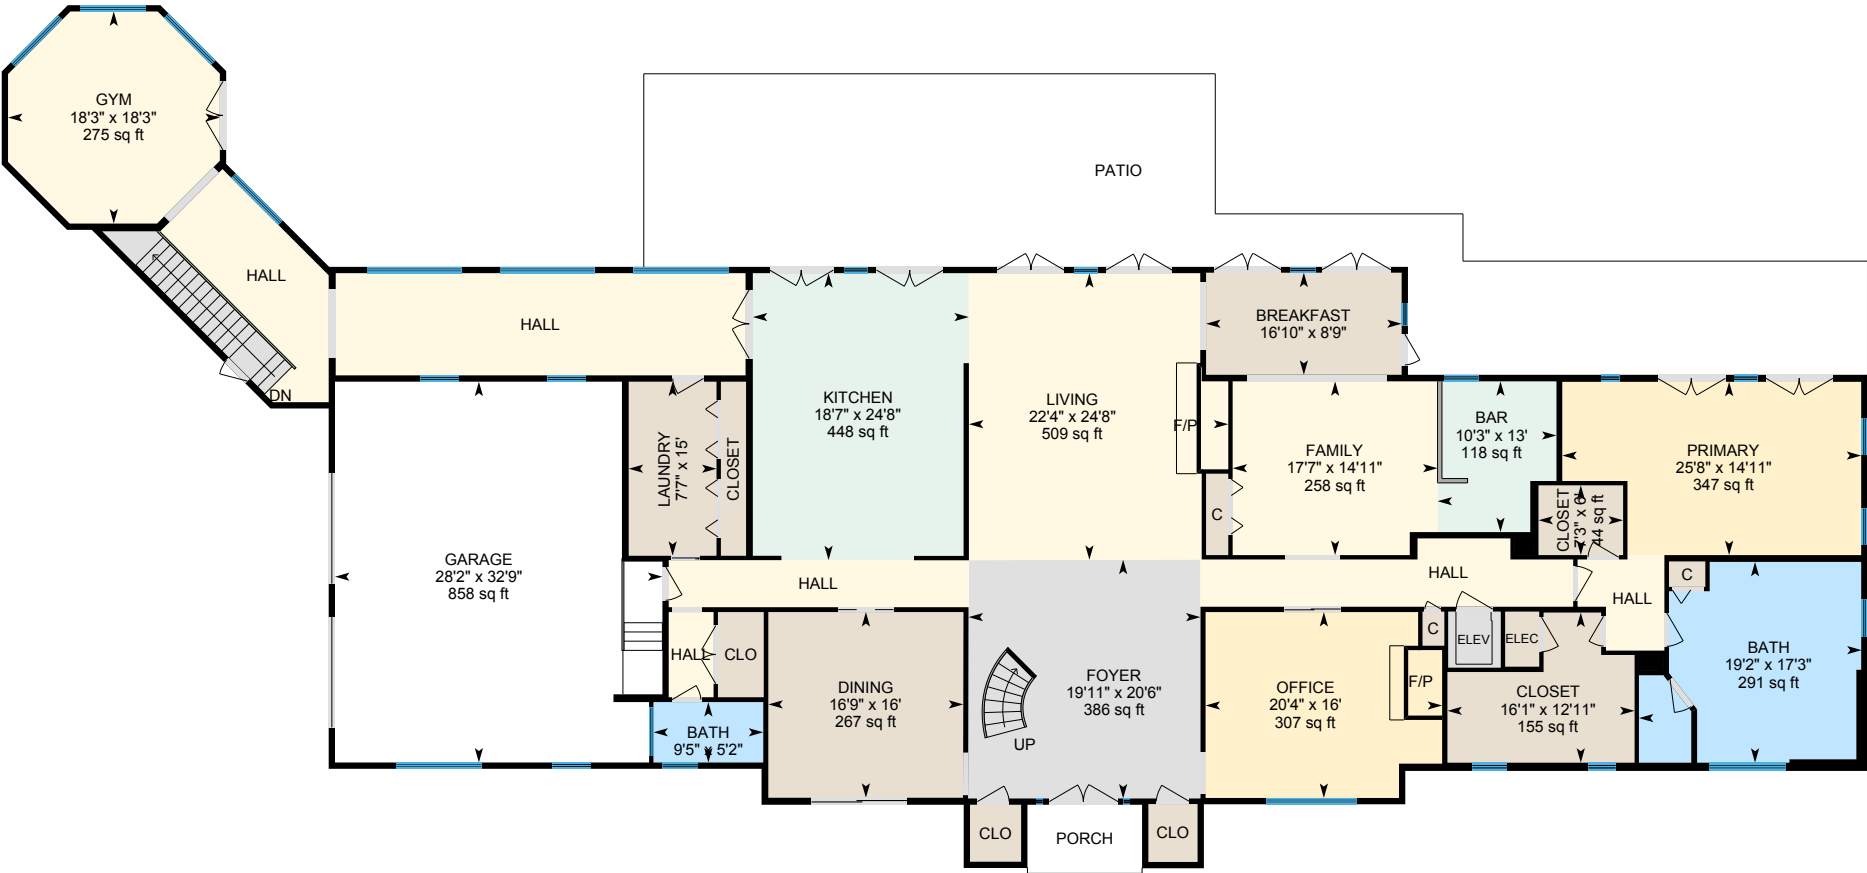 GYM
18'3" x 18'3"
275 sq ft
PATIO
HALL
DN
HALL
KITCHEN
18'7" x 24'8"
448 sq ft
LIVING
22'4" x 24'8"
509 sq ft
F/P
BREAKFAST
16'10" x 8'9"
FAMILY
17'7" x 14'11"
258 sq ft
C
BAR
10'3" x 13'
118 sq ft
PRIMARY
25'8" x 14'11"
347 sq ft
CLOSET
7'3" x 6'
44 sq ft
LAUNDRY
7'7" x 15'
CLOSET
GARAGE
28'2" x 32'9"
858 sq ft
HALL
HALL
HALL
C
HALL
CLO
DINING
16'9" x 16'
267 sq ft
FOYER
19'11" x 20'6"
386 sq ft
UP
OFFICE
20'4" x 16'
307 sq ft
C
F/P
ELEV
ELEC
CLOSET
16'1" x 12'11"
155 sq ft
BATH
19'2" x 17'3"
291 sq ft
BATH
9'5" x 5'2"
CLO
PORCH
CLO